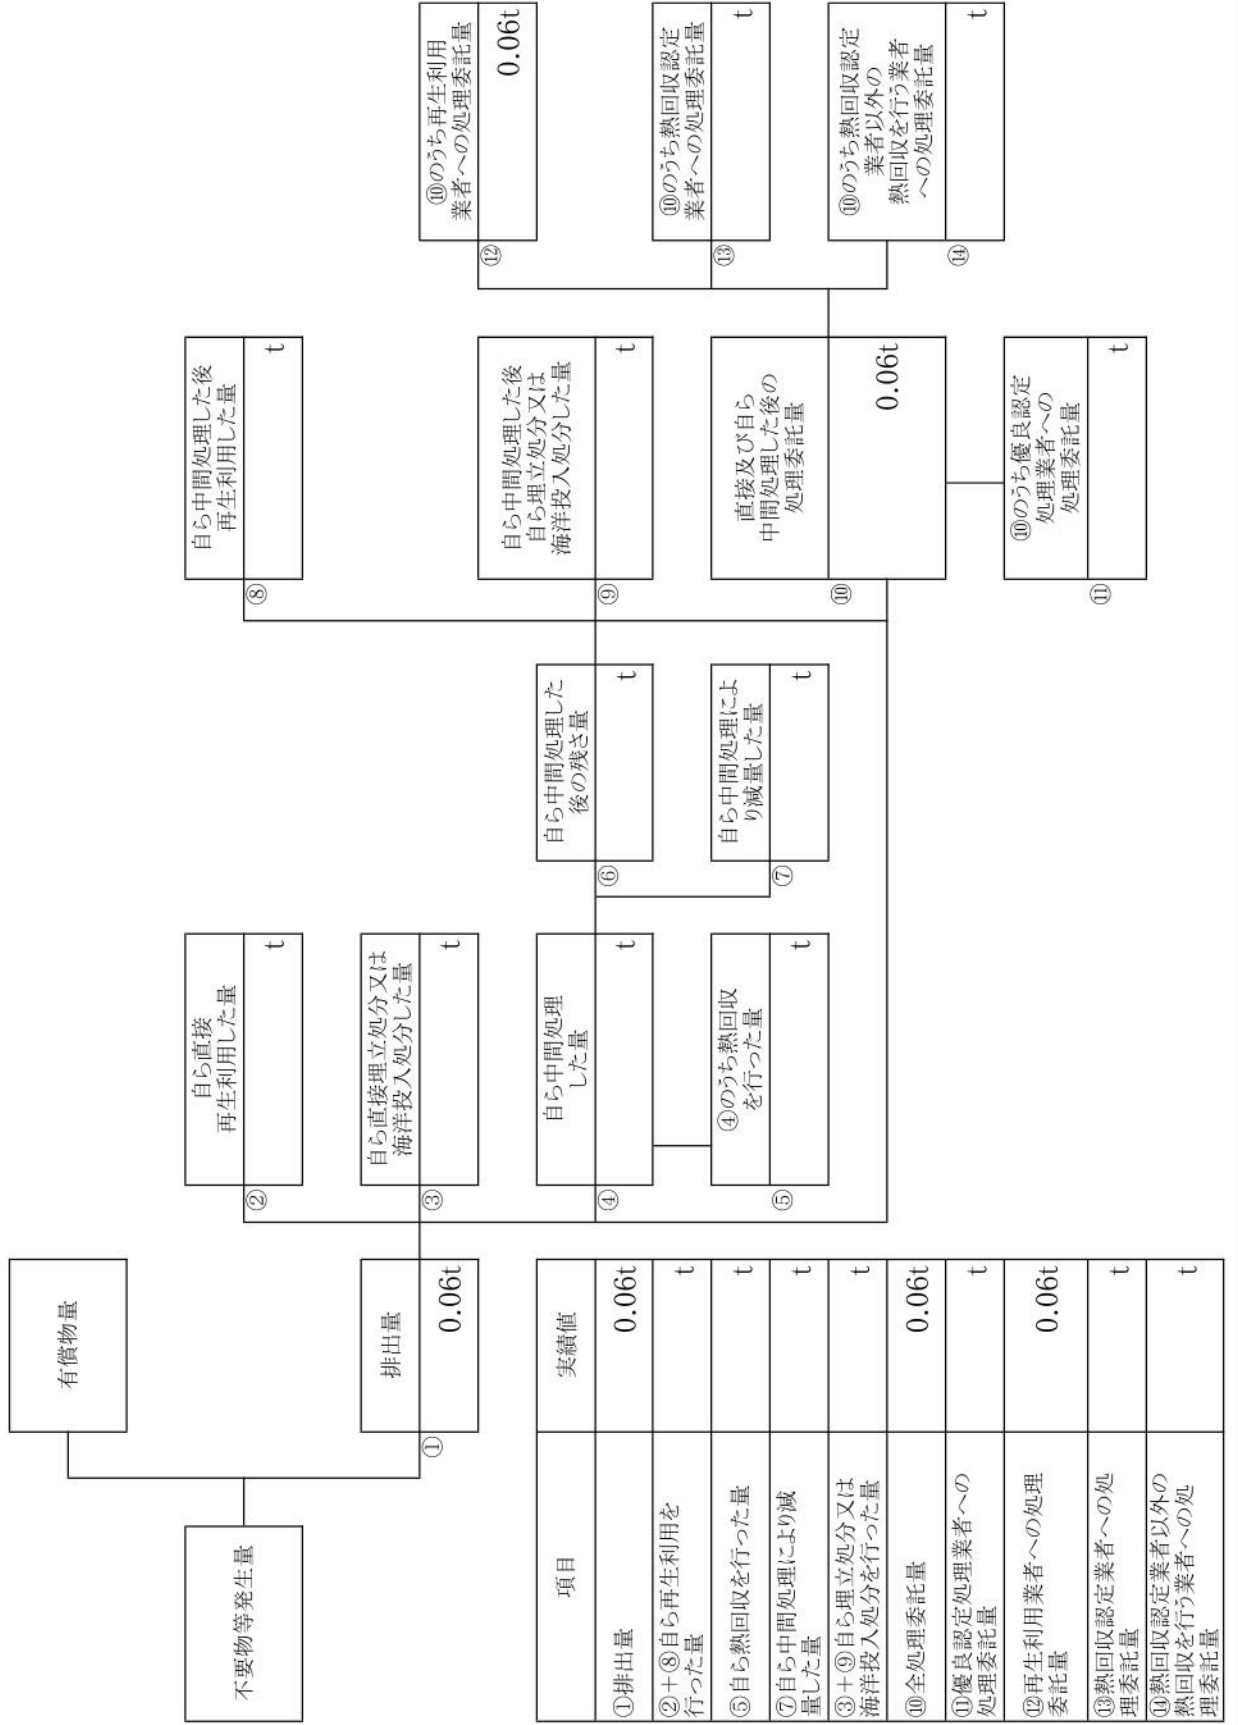 不要物等発生量
有償物量
排出量
①
0.06t
自ら直接
再生利用した量
②
t
自ら直接埋立処分又は
海洋投入処分した量
③
t
自ら中間処理
した量
④
t
④のうち熱回収
を行った量
⑤
t
自ら中間処理した
後の残さ量
⑥
t
自ら中間処理によ
り減量した量
⑦
t
自ら中間処理した後
再生利用した量
⑧
t
自ら中間処理した後
自ら埋立処分又は
海洋投入処分した量
⑨
t
直接及び自ら
中間処理した後の
処理委託量
⑩
0.06t
⑩のうち優良認定
処理業者への
処理委託量
⑪
t
⑩のうち再生利用
業者への処理委託量
⑫
0.06t
⑩のうち熱回収認定
業者への処理委託量
⑬
t
⑩のうち熱回収認定
業者以外の
熱回収を行う業者
への処理委託量
⑭
t
項目 実績値
①排出量 0.06t
②+⑧自ら再生利用を
行った量 t
⑤自ら熱回収を行った量 t
⑦自ら中間処理により減
量した量 t
③+⑨自ら埋立処分又は
海洋投入処分を行った量 t
⑩全処理委託量 0.06t
⑪優良認定処理業者への
処理委託量 t
⑫再生利用業者への処理
委託量 0.06t
⑬熱回収認定業者への処
理委託量 t
⑭熱回収認定業者以外の
熱回収を行う業者への処
理委託量 t